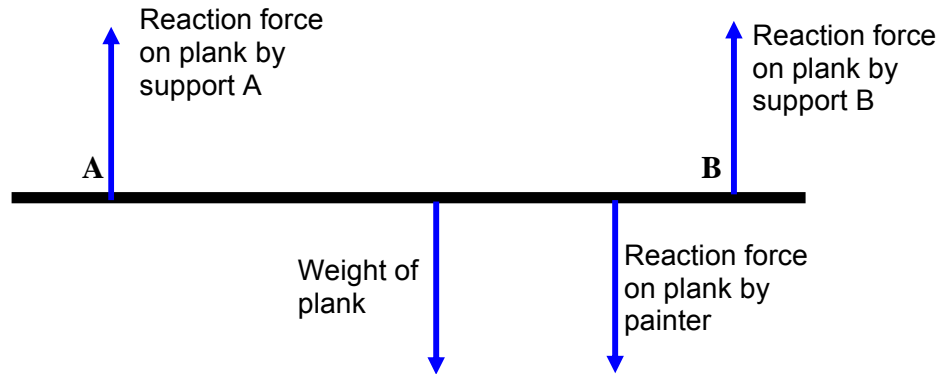 Reaction force
on plank by
support A
Reaction force
on plank by
support B
A
B
Weight of
plank
Reaction force
on plank by
painter